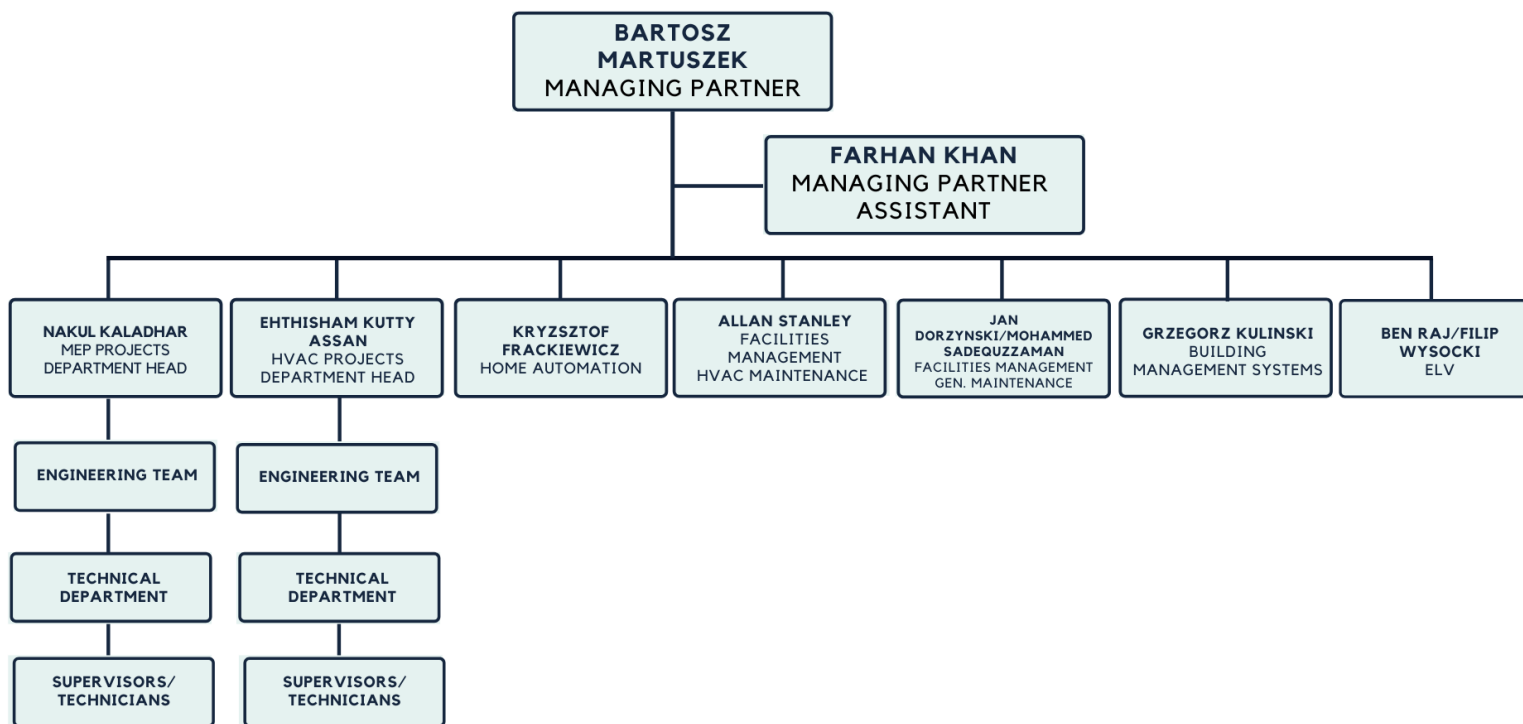 BARTOSZ
MARTUSZEK
MANAGING PARTNER
FARHAN KHAN
MANAGING PARTNER
ASSISTANT
NAKUL KALADHAR
MEP PROJECTS
DEPARTMENT HEAD
EHTHISHAM KUTTY
ASSAN
HVAC PROJECTS
DEPARTMENT HEAD
KRYZSZTOF
FRACKIEWICZ
HOME AUTOMATION
ALLAN STANLEY
FACILITIES
MANAGEMENT
HVAC MAINTENANCE
JAN
DORZYNSKI/MOHAMMED
SADEQUZZAMAN
FACILITIES MANAGEMENT
GEN. MAINTENANCE
GRZEGORZ KULINSKI
BUILDING
MANAGEMENT SYSTEMS
BEN RAJ/FILIP
WYSOCKI
ELV
ENGINEERING TEAM
ENGINEERING TEAM
TECHNICAL
DEPARTMENT
TECHNICAL
DEPARTMENT
SUPERVISORS/
TECHNICIANS
SUPERVISORS/
TECHNICIANS